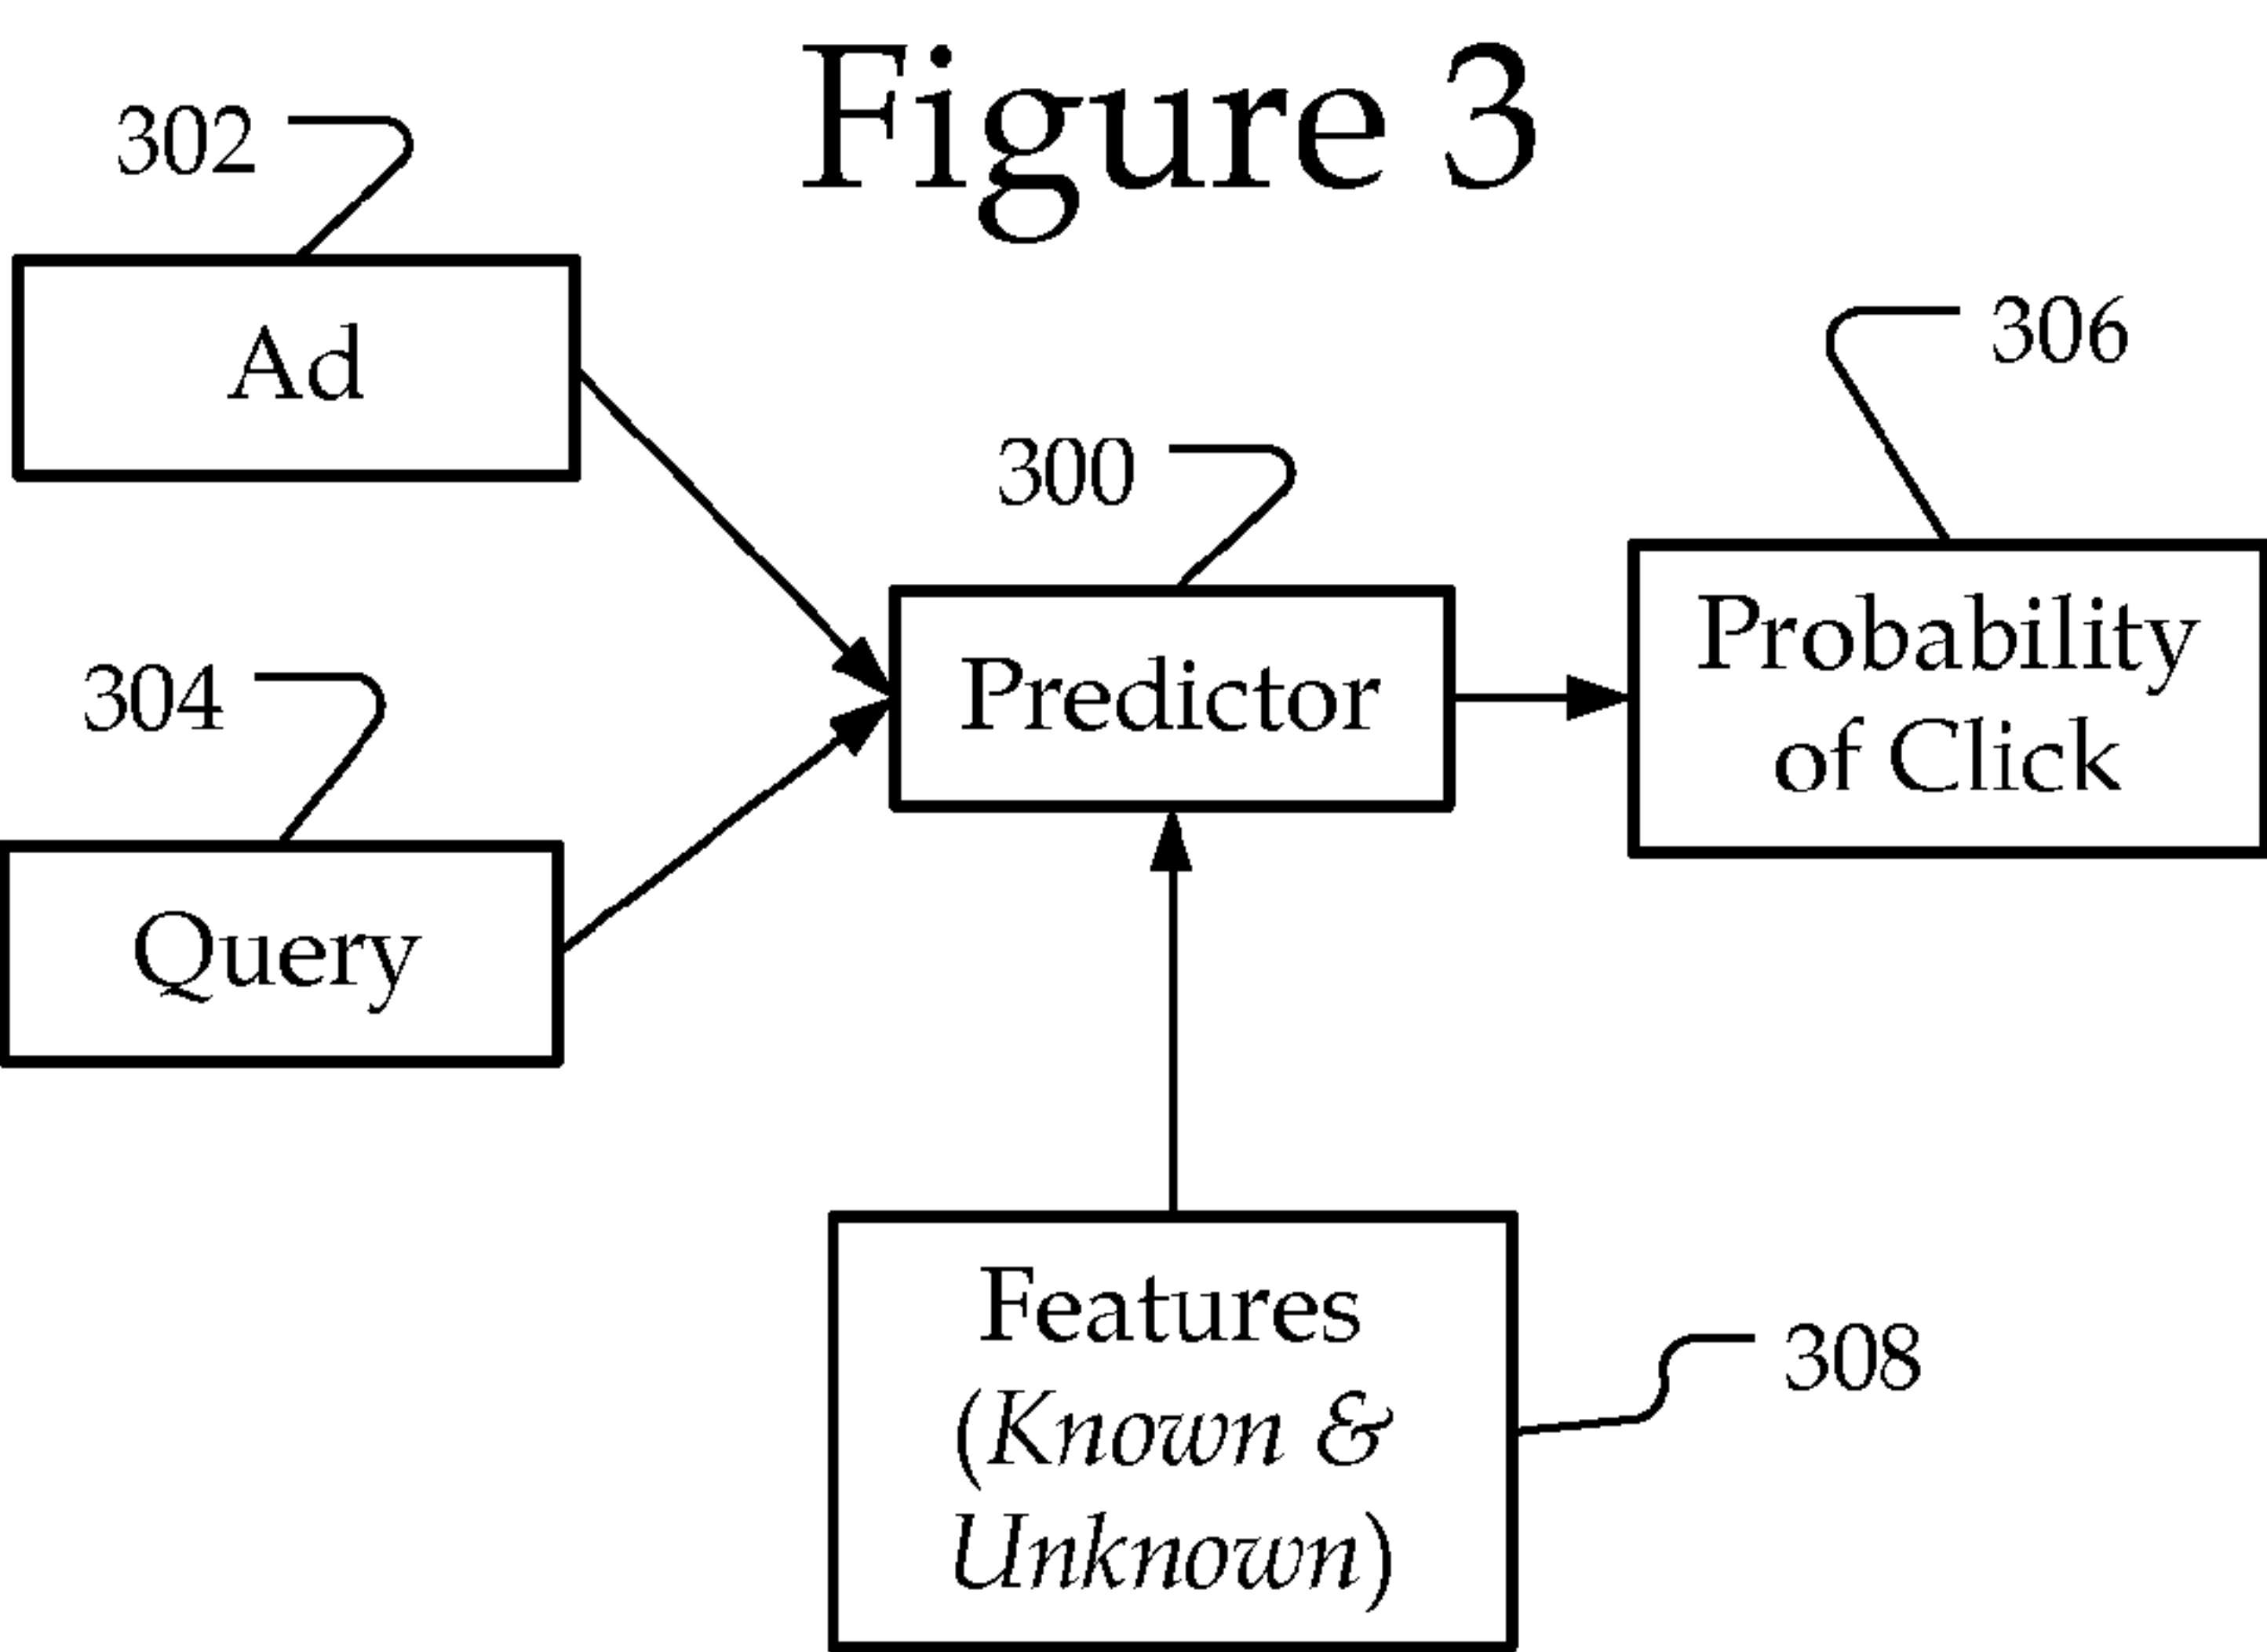 Figure 3
302
Ad
306
300
Probability
of Click
Predictor
304
Query
Features
(Known &
Unknown)
308